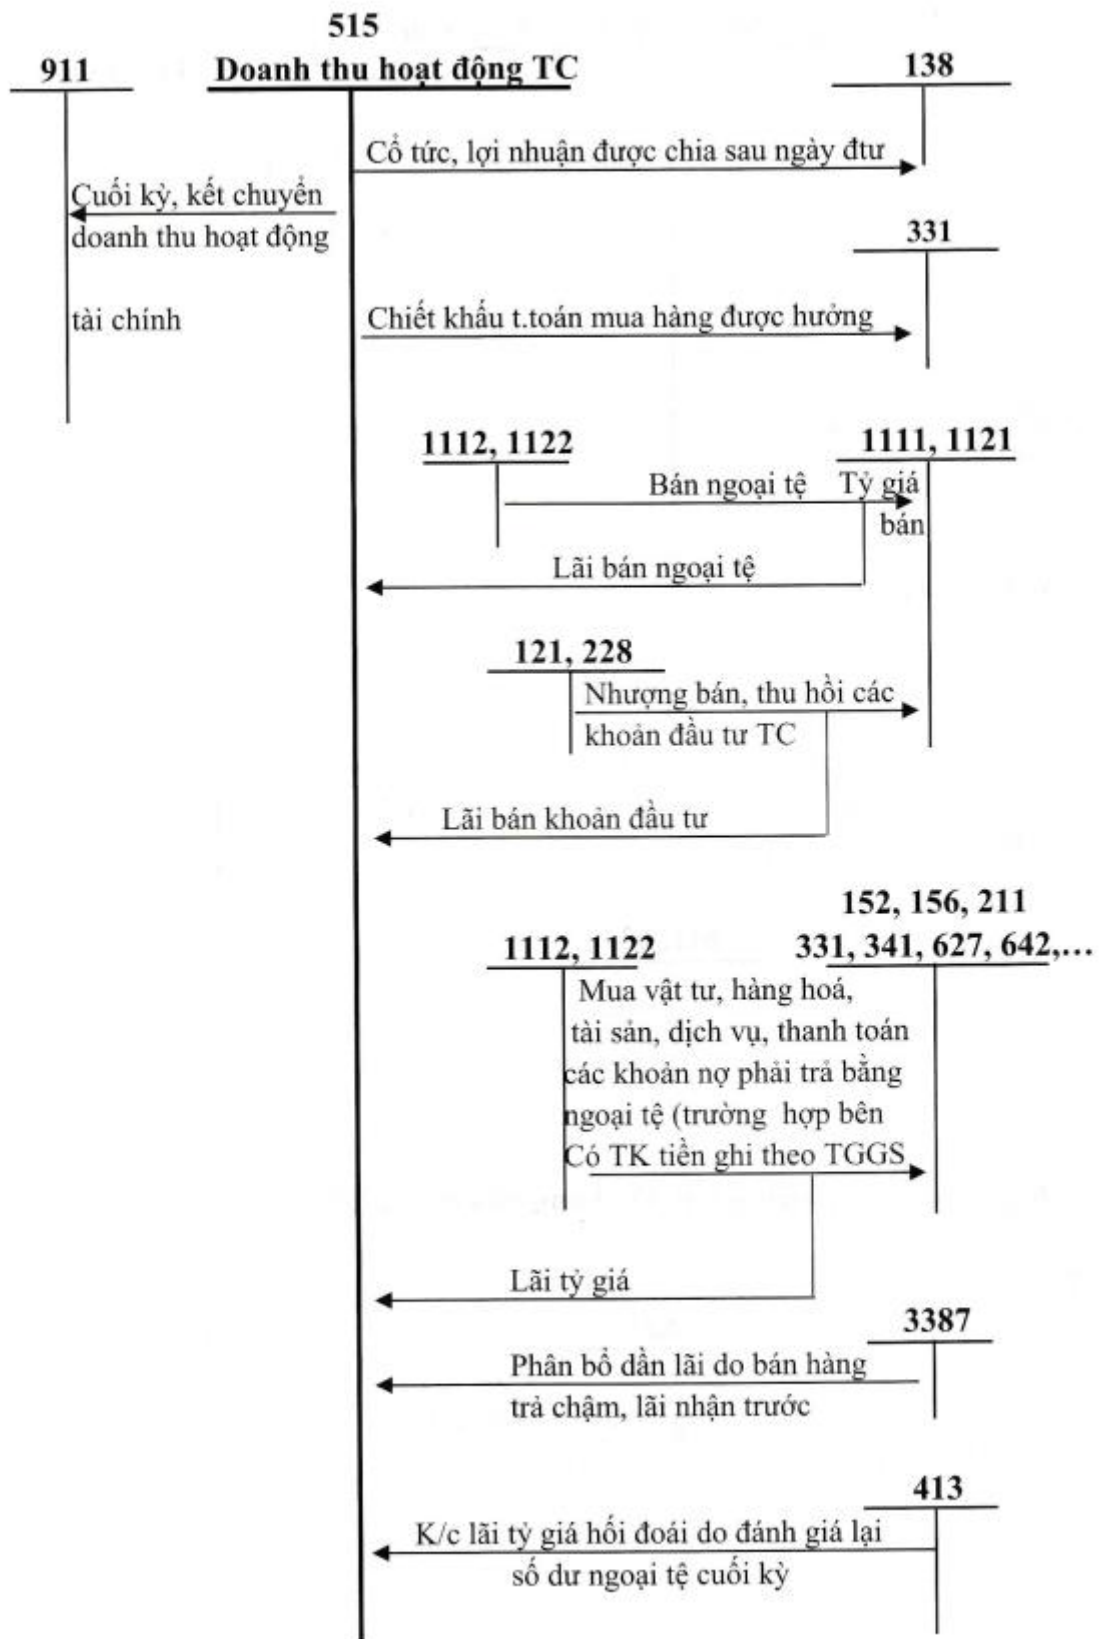 515
911
Doanh thu hoạt động TC
138
Cổ tức, lợi nhuận được chia sau ngày đtư
Cuối kỳ, kết chuyển
doanh thu hoạt động
tài chính
331
Chiết khấu t.toán mua hàng được hưởng
1112, 1122
1111, 1121
Bán ngoại tệ
Tỷ giá
bán
Lãi bán ngoại tệ
121, 228
Nhượng bán, thu hồi các
khoản đầu tư TC
Lãi bán khoản đầu tư
152, 156, 211
1112, 1122
331, 341, 627, 642,…
Mua vật tư, hàng hoá,
tài sản, dịch vụ, thanh toán
các khoản nợ phải trả bằng
ngoại tệ (trường hợp bên
Có TK tiền ghi theo TGGS
Lãi tỷ giá
3387
Phân bổ dần lãi do bán hàng
trả chậm, lãi nhận trước
413
K/c lãi tỷ giá hối đoái do đánh giá lại
số dư ngoại tệ cuối kỳ